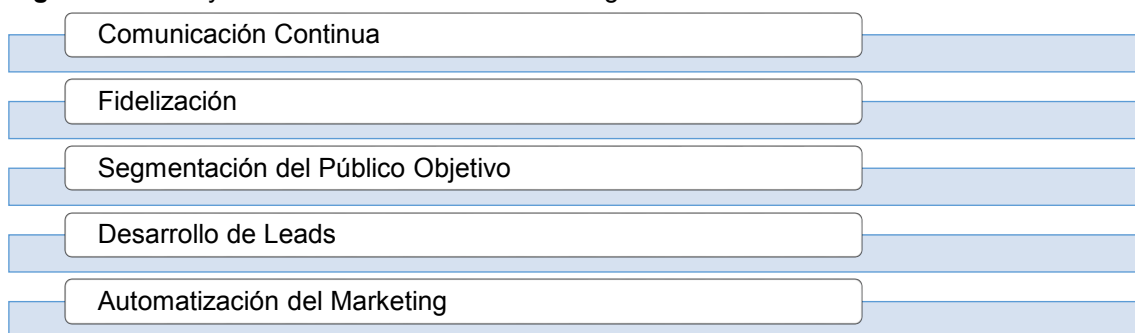 Comunicación Continua
Fidelización
Segmentación del Público Objetivo
Desarrollo de Leads
Automatización del Marketing